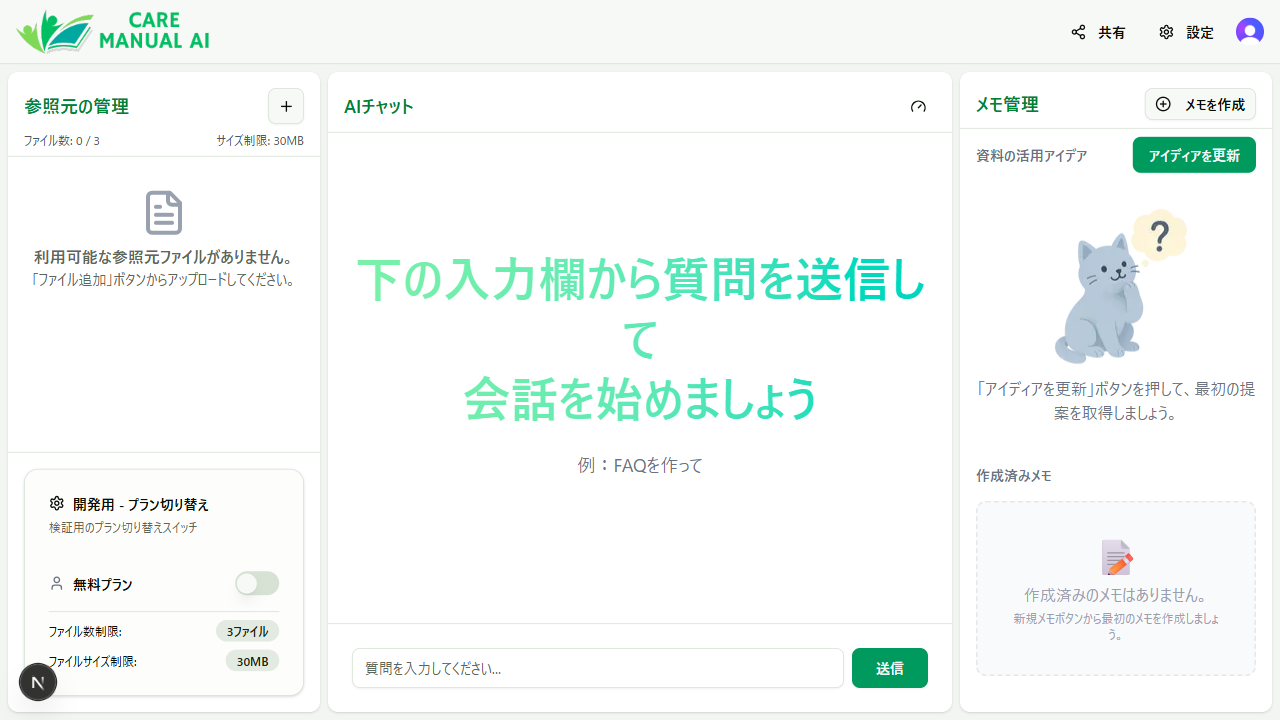 CARE
MANUAL AI
共有
設定
参照元の管理
ファイル数: 0 / 3
サイズ制限: 30MB
利用可能な参照元ファイルがありません。
「ファイル追加」ボタンからアップロードしてください。
開発用 - プラン切り替え
検証用のプラン切り替えスイッチ
無料プラン
ファイル数制限:
3ファイル
ファイルサイズ制限:
30MB
N
AIチャット
下の入力欄から質問を送信し
て
会話を始めましょう
例：FAQを作って
質問を入力してください...
送信
メモ管理
メモを作成
資料の活用アイデア
アイディアを更新
?
「アイディアを更新」ボタンを押して、最初の提
案を取得しましょう。
作成済みメモ
作成済みのメモはありません。
新規メモボタンから最初のメモを作成しましょ
う。